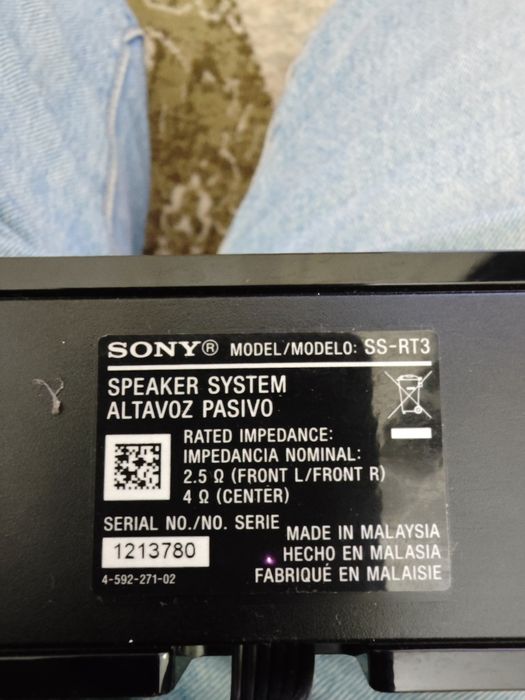 SONY® MODEL/MODELO: SS-RT3
SPEAKER SYSTEM
ALTAVOZ PASIVO
RATED IMPEDANCE:
IMPEDANCIA NOMINAL:
2.5 Ω (FRONT L/FRONT R)
4 Ω (CENTER)
SERIAL NO./NO. SERIE
1213780
4-592-271-02
MADE IN MALAYSIA
HECHO EN MALASIA
FABRIQUÉ EN MALAISIE